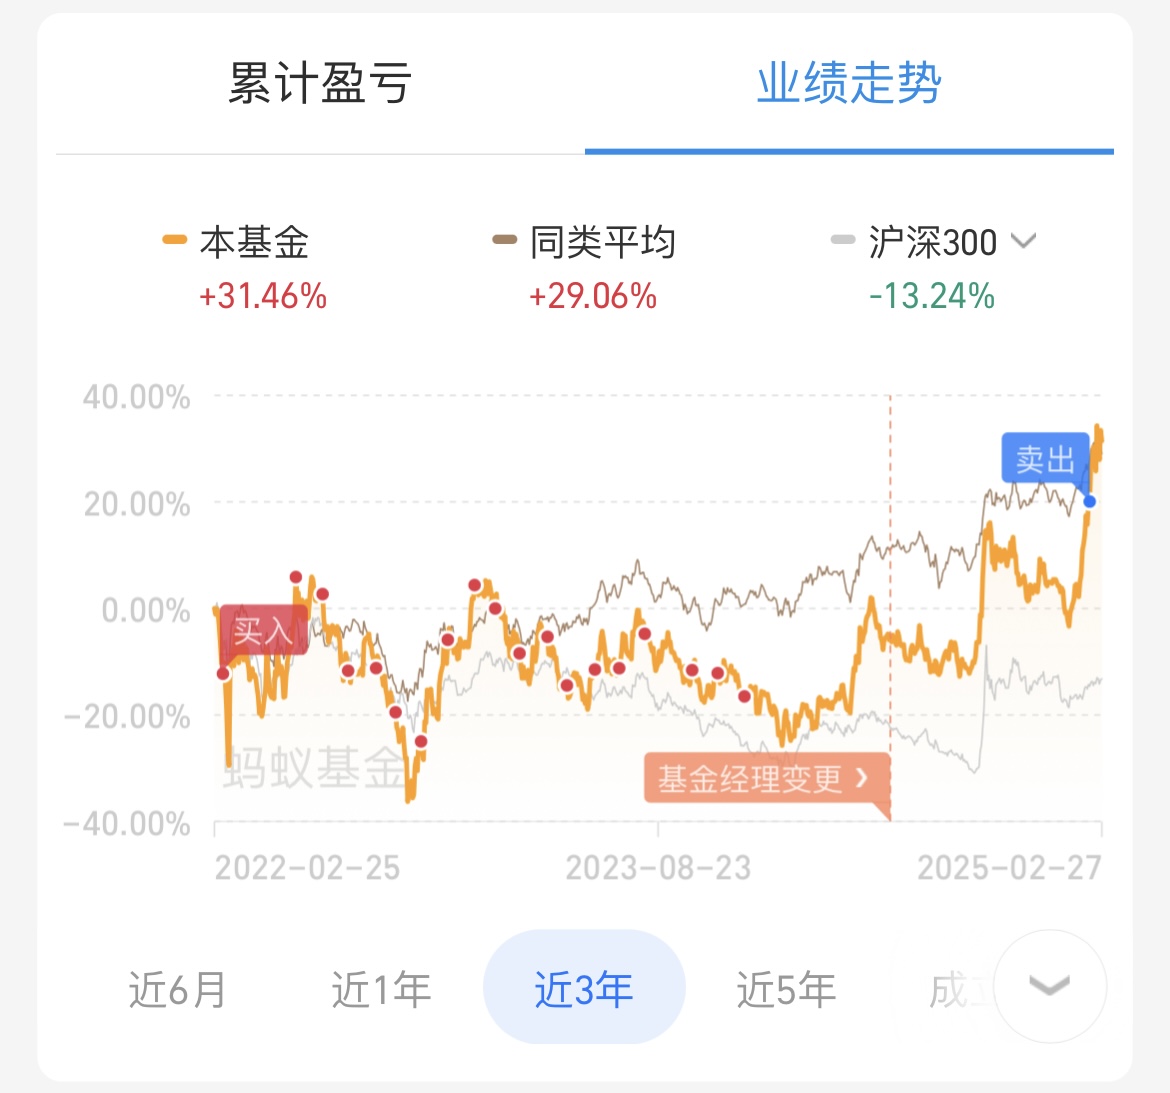 累计盈亏 业绩走势
本基金 同类平均 沪深300
+31.46% +29.06% -13.24%
40.00%
卖出
20.00%
0.00%
买入
-20.00%
蚂蚁基金
基金经理变更
-40.00%
2022-02-25 2023-08-23 2025-02-27
近6月 近1年 近3年 近5年 成